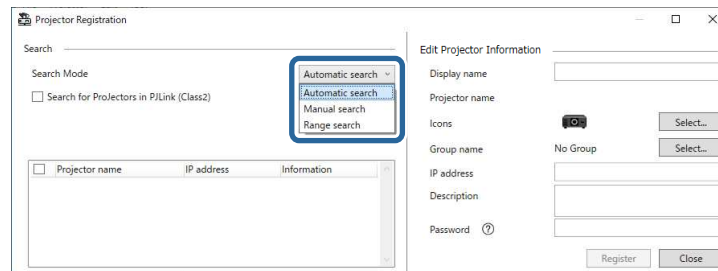 Projector Registration
Search
Search Mode
Automatic search
Automatic search
Manual search
Range search
Search for ProJectors in PJLink (Class2)
Projector name IP address Information
Edit Projector Information
Display name
Projector name
Icons Select...
Group name No Group Select...
IP address
Description
Password ?
Register Close